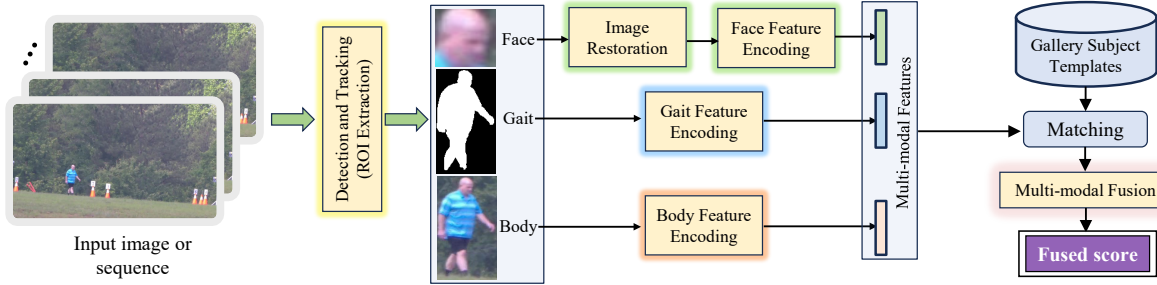 Input image or
sequence
Detection and Tracking
(ROI Extraction)
Face
Gait
Body
Image
Restoration
Face Feature
Encoding
Gait Feature
Encoding
Body Feature
Encoding
Multi-modal Features
Gallery Subject
Templates
Matching
Multi-modal Fusion
Fused score